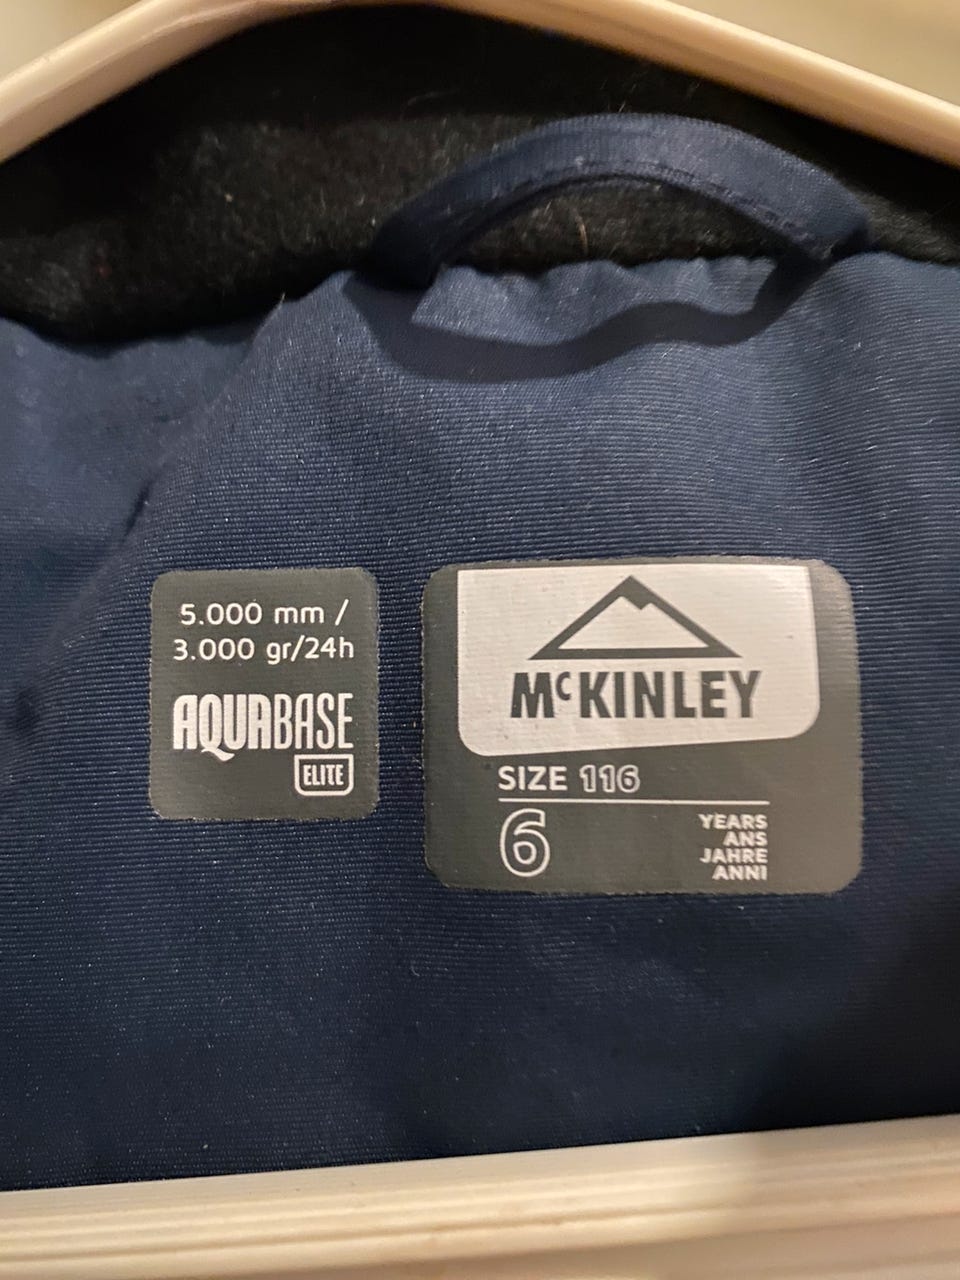 5.000 mm /
3.000 gr/24h
AQUABASE
ELITE
McKINLEY
SIZE 116
6
YEARS
ANS
JAHRE
ANNI